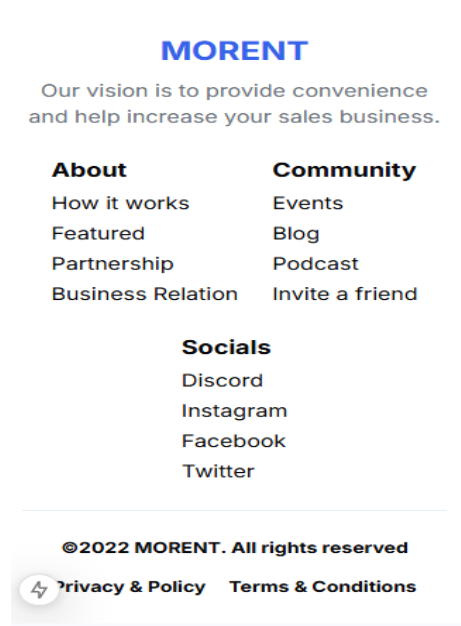 MORENT
Our vision is to provide convenience
and help increase your sales business.
About
How it works
Featured
Partnership
Business Relation
Community
Events
Blog
Podcast
Invite a friend
Socials
Discord
Instagram
Facebook
Twitter
©2022 MORENT. All rights reserved
Privacy & Policy
Terms & Conditions